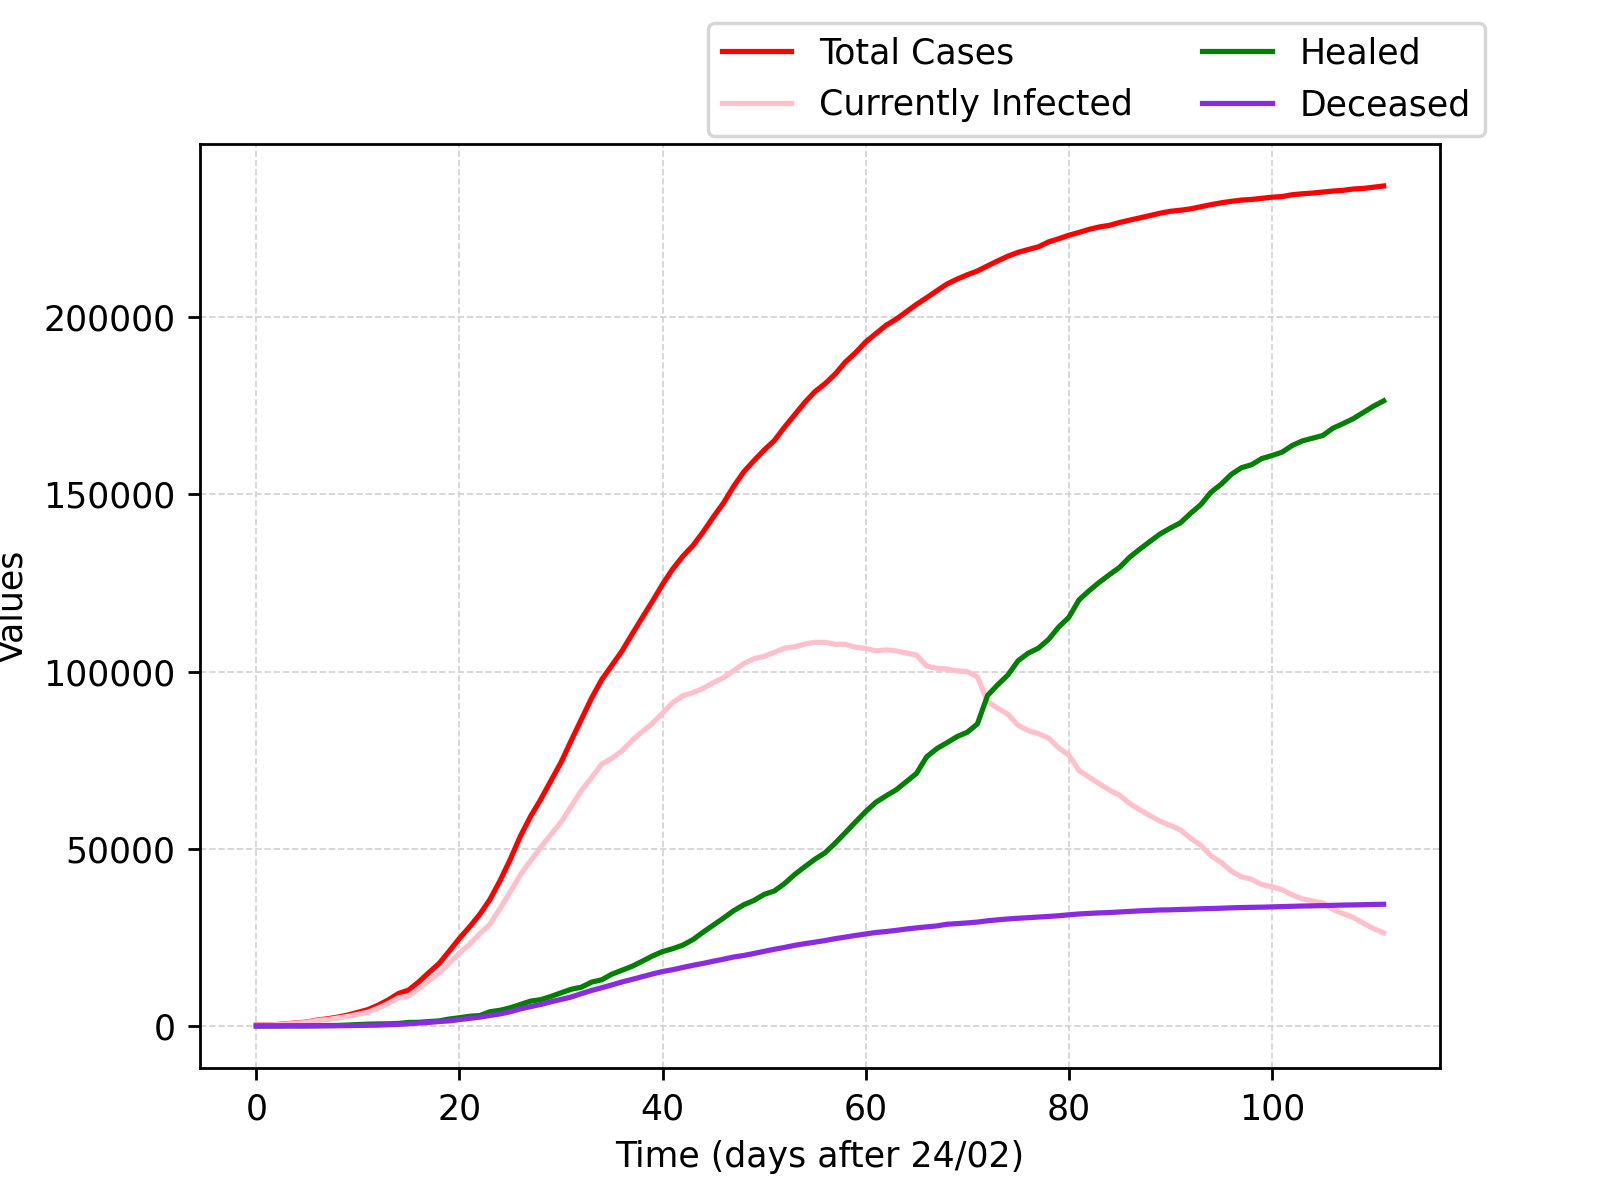 Total Cases
Currently Infected
Healed
Deceased
Values
200000
150000
100000
50000
0
0 20 40 60 80 100
Time (days after 24/02)